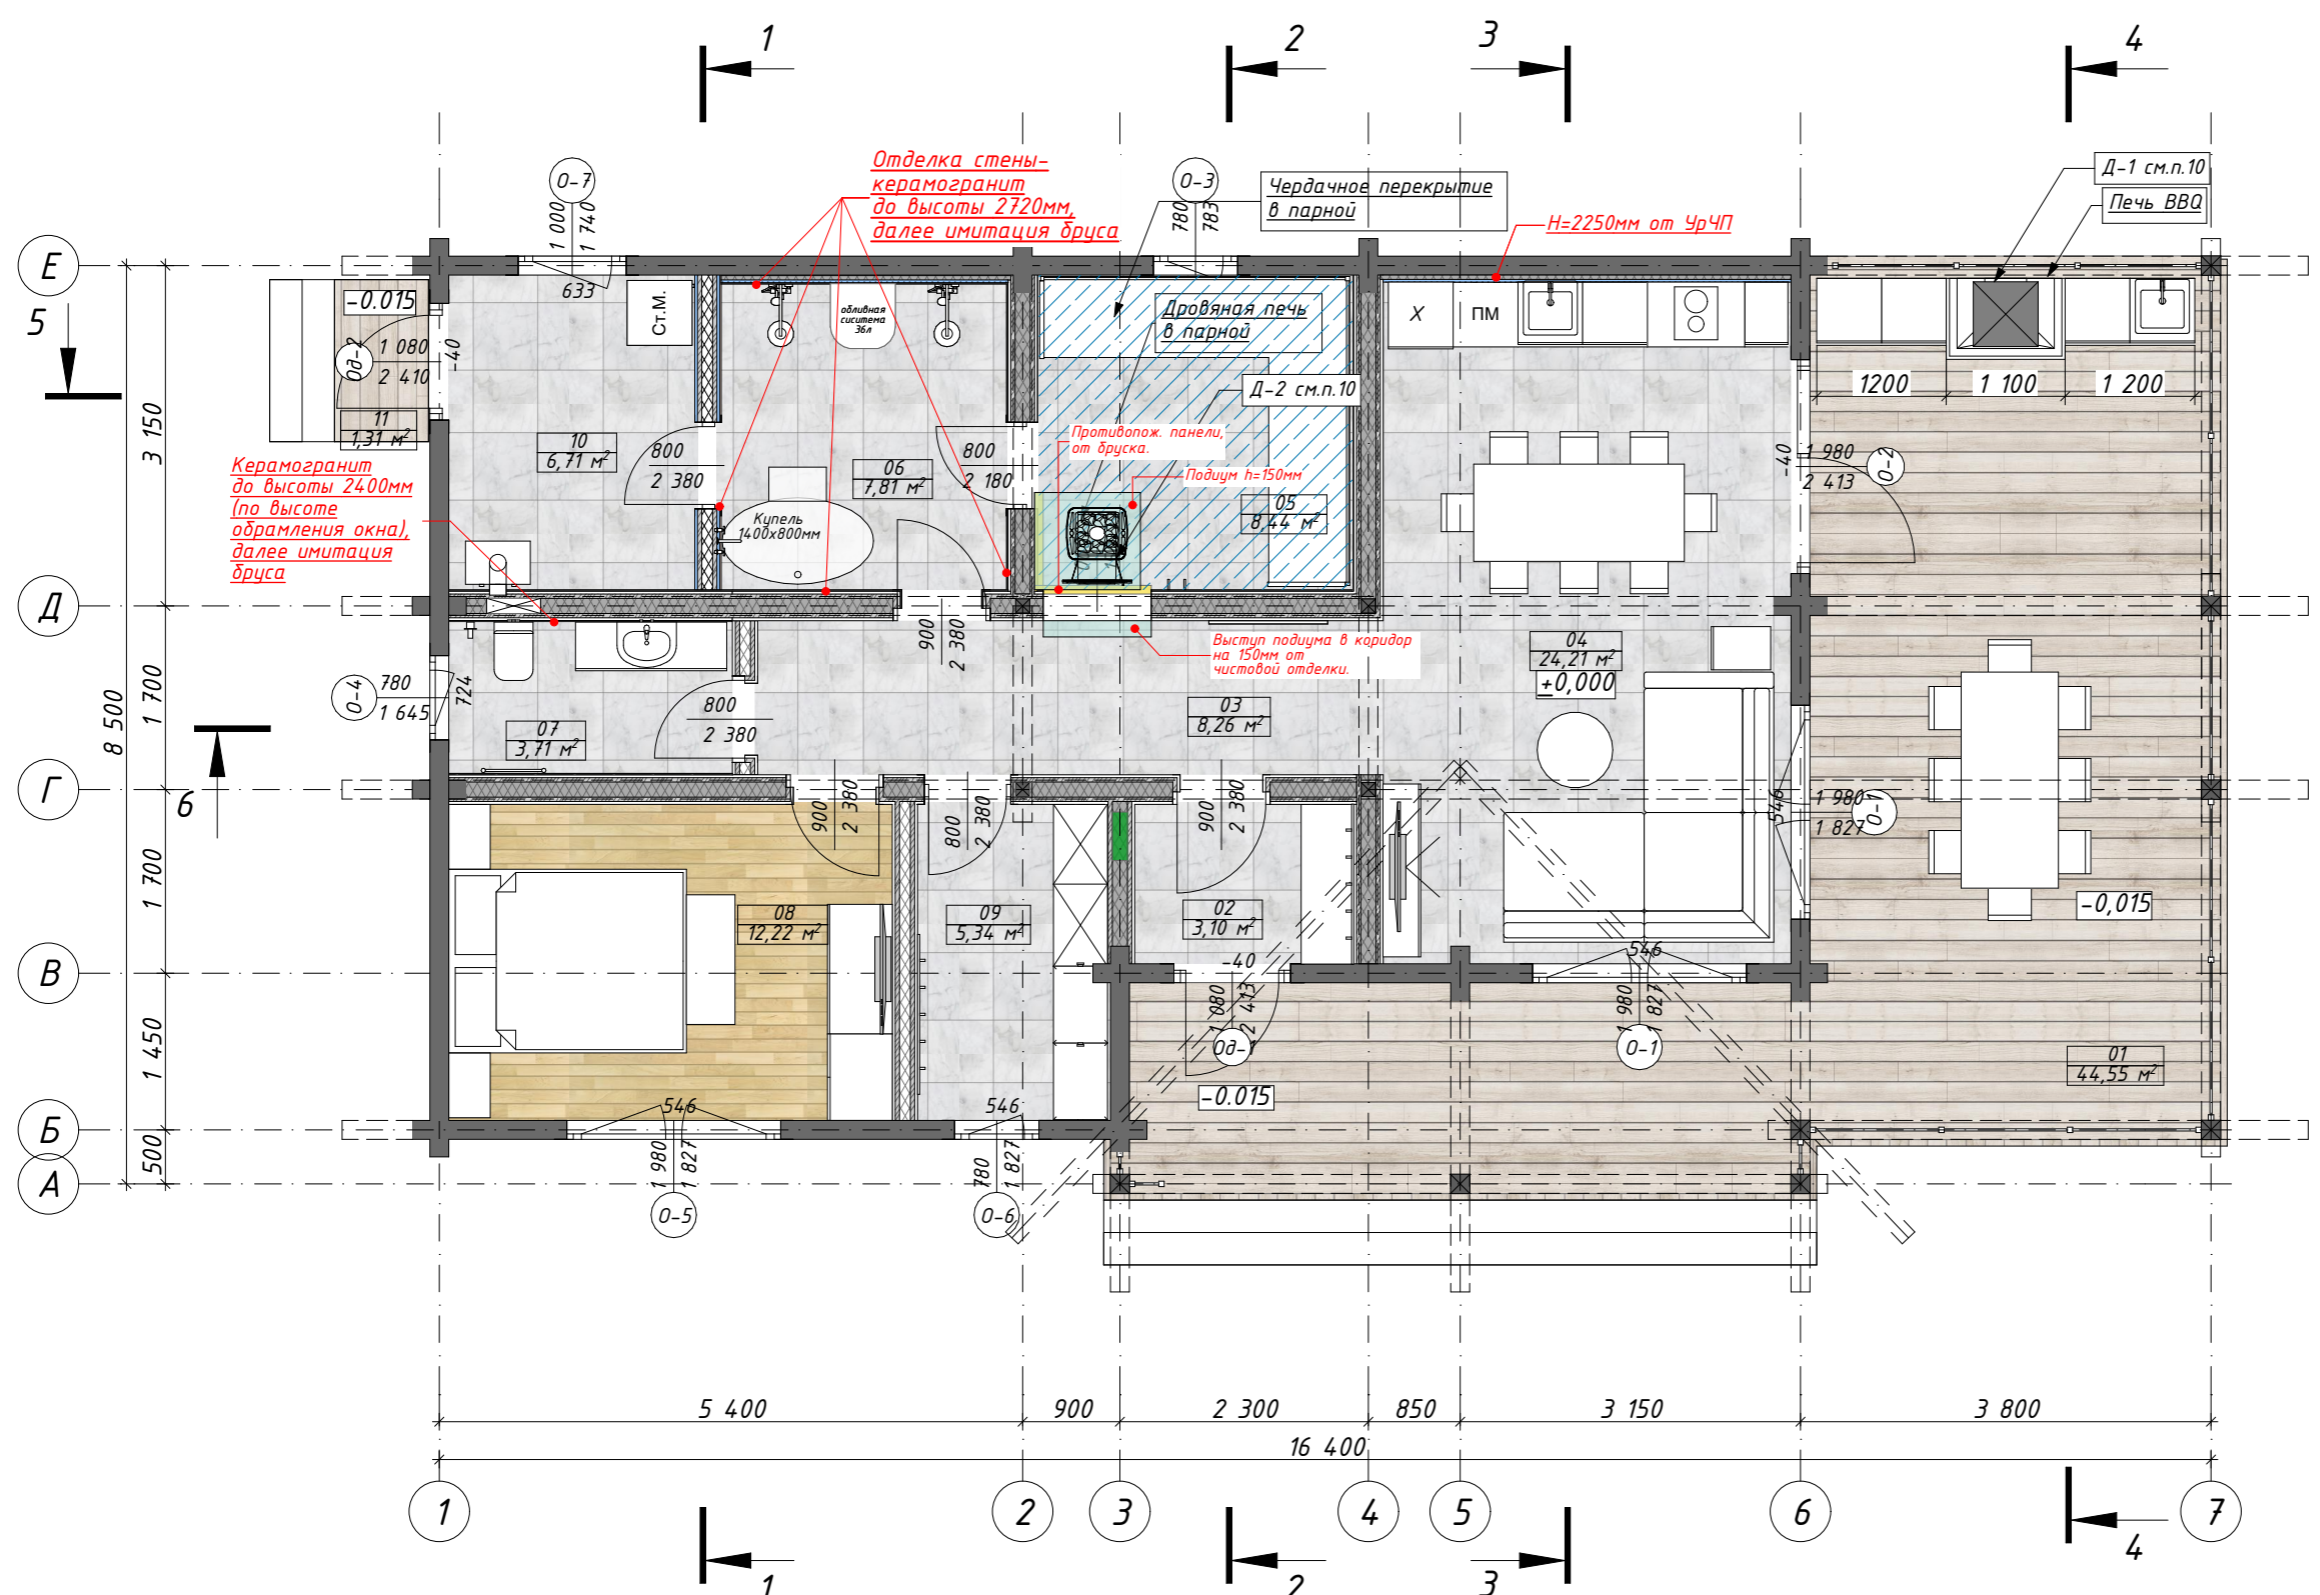 1
2
3
4
О-7
1 000
1 740
Отделка стены-
керамогранит
до высоты 2720мм,
далее имитация бруса
О-3
780
783
Чердачное перекрытие
в парной
H=2250мм от УрЧП
Д-1 см.п.10
Печь BBQ
Е
5
-0.015
Од-2
1 080
2 410
-40
11
1,31 м²
633
Ст.М.
обливная
сиситема
36л
Дровяная печь
в парной
Д-2 см.п.10
Х
ПМ
1200
1 100
1 200
3 150
8 500
Керамогранит
до высоты 2400мм
(по высоте
обрамления окна),
далее имитация
бруса
10
6,71 м²
800
2 380
06
7,81 м²
800
2 180
Противопож. панели,
от бруска.
Подиум h=150мм
05
8,44 м²
Купель
1400х800мм
-40
1 980
2 413
О-2
Д
900
2 380
Выступ подиума в коридор
на 150мм от
чистовой отделки.
04
24,21 м²
+0,000
1 700
О-4
780
1 645
724
07
3,71 м²
800
2 380
03
8,26 м²
6
Г
900
2 380
800
2 380
900
2 380
546
1 980
1 827
О-1
1 700
08
12,22 м²
09
5,34 м²
02
3,10 м²
-0,015
В
-40
1 080
2 413
Од-1
546
1 980
1 827
О-1
1 450
01
44,55 м²
-0.015
546
546
Б
500
А
1 980
1 827
О-5
780
1 827
О-6
5 400
900
2 300
850
3 150
3 800
16 400
1
2
3
4
5
6
7
1
2
3
4